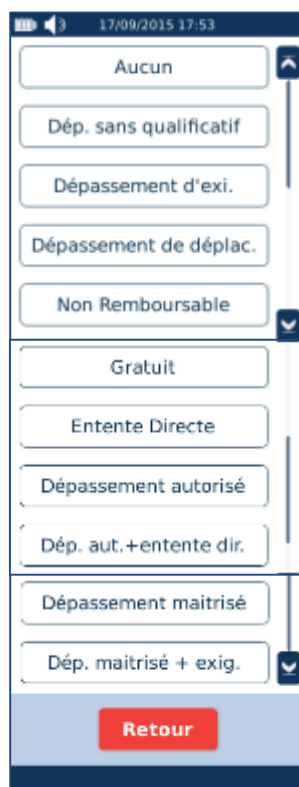 17/09/2015 17:53
Aucun
Dép. sans qualificatif
Dépassement d'exi.
Dépassement de déplac.
Non Remboursable
Gratuit
Entente Directe
Dépassement autorisé
Dép. aut.+entente dir.
Dépassement maitrisé
Dép. maitrisé + exig.
Retour